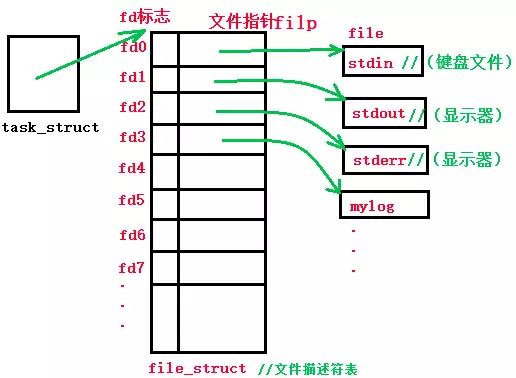 fd标志 文件指针filp
file
fd0
stdin //（键盘文件）
fd1
stdout//（显示器）
task_struct
fd2
stderr//（显示器）
fd3
fd4
fd5
mylog
fd6
fd7
file_struct //文件描述符表